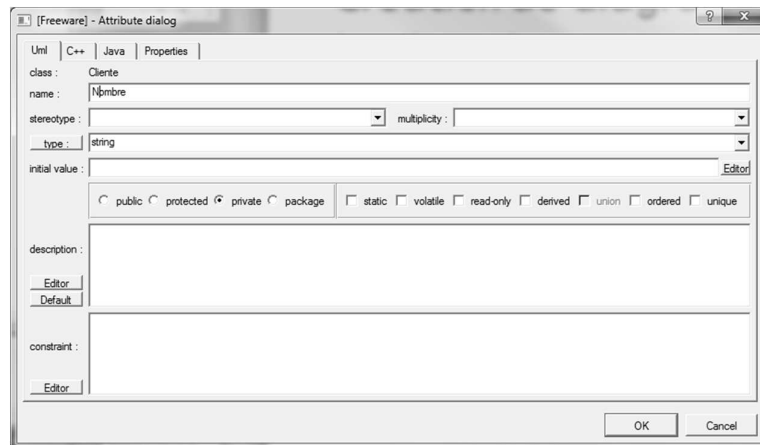 [Freeware] - Attribute dialog
Uml C++ Java Properties
class : Cliente
name : Nombre
stereotype : multiplicity :
type : string
initial value : Editor
public protected private package static volatile read-only derived union ordered unique
description :
Editor
Default
constraint :
Editor
OK Cancel